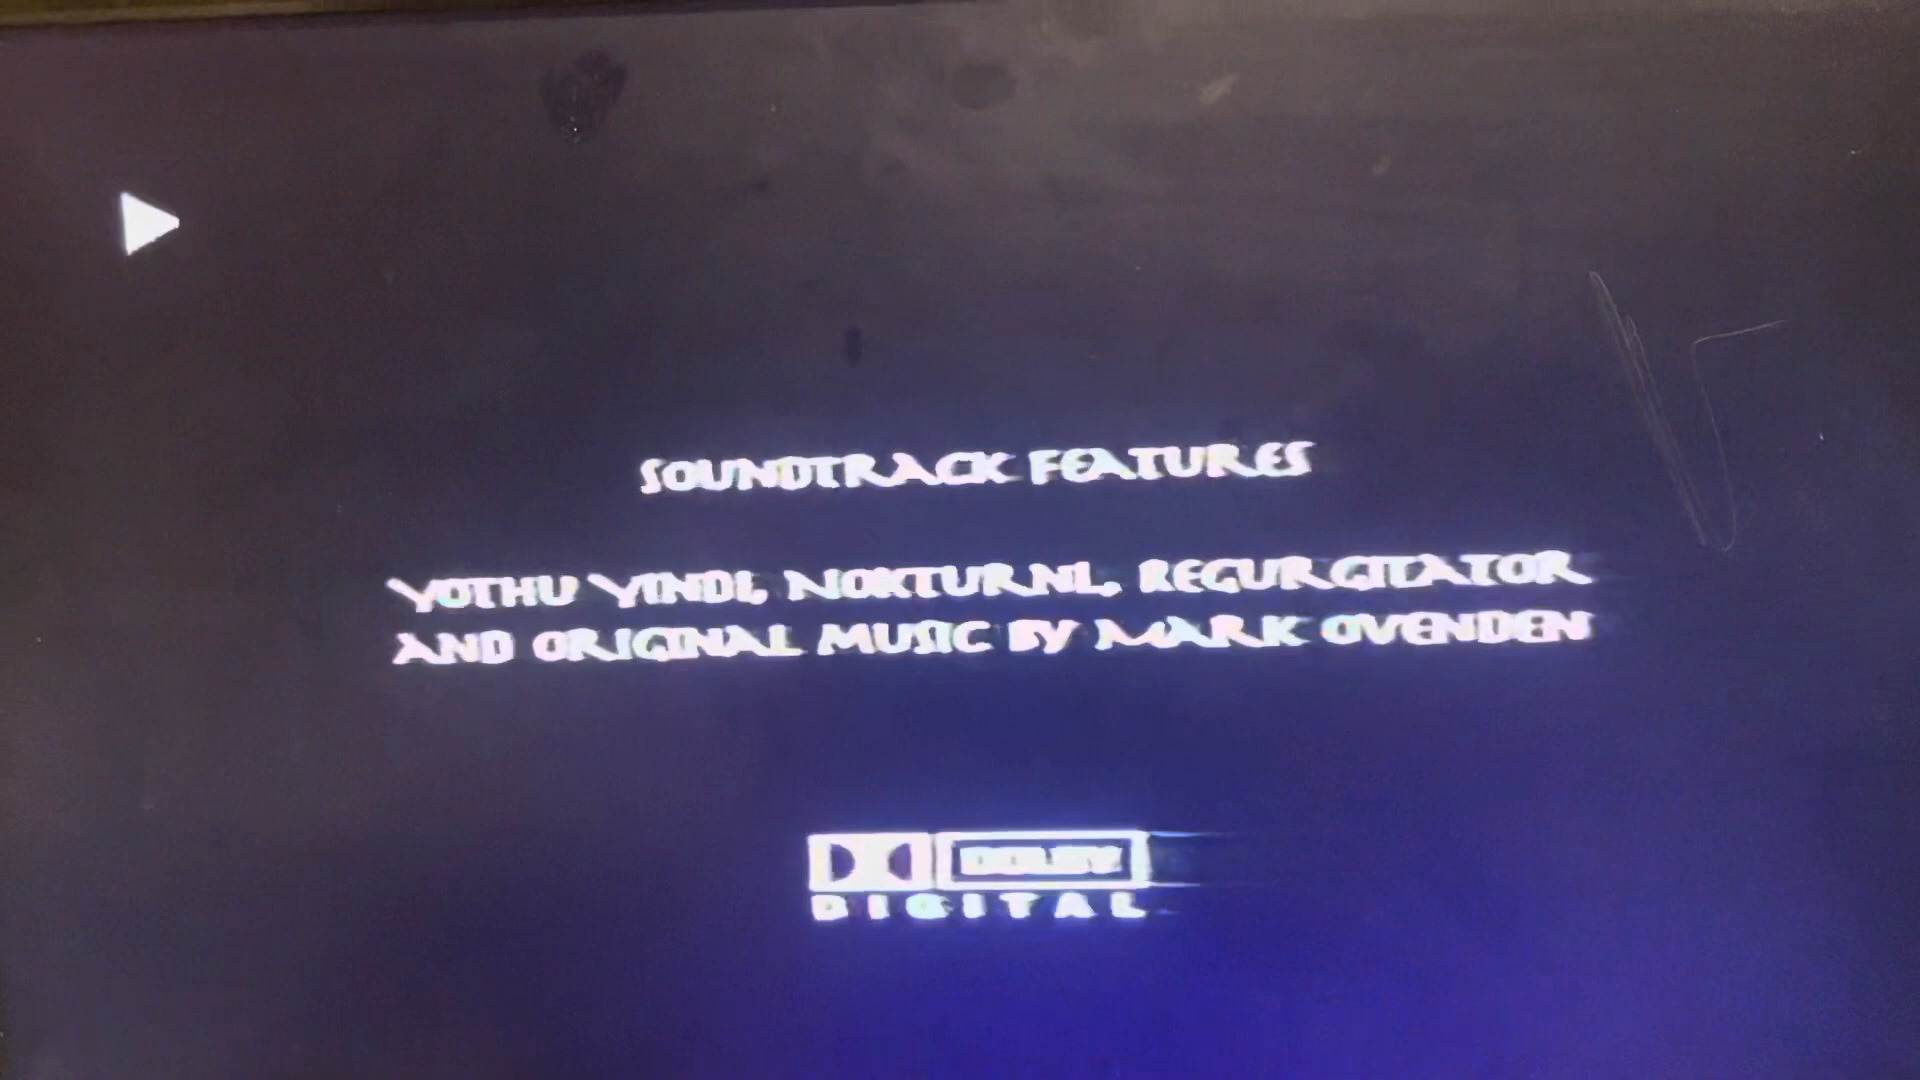 SOUNDTRACK FEATURES
YOTHU YINDI, NOKTURNL, REGURGITATOR
AND ORIGINAL MUSIC BY MARK OVENDEN
DOLBY
DIGITAL